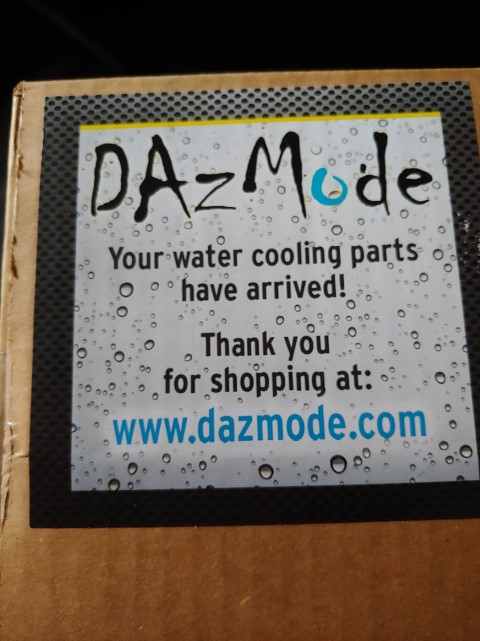 DAzMode
Your water cooling parts
have arrived!
Thank you
for shopping at:
www.dazmode.com